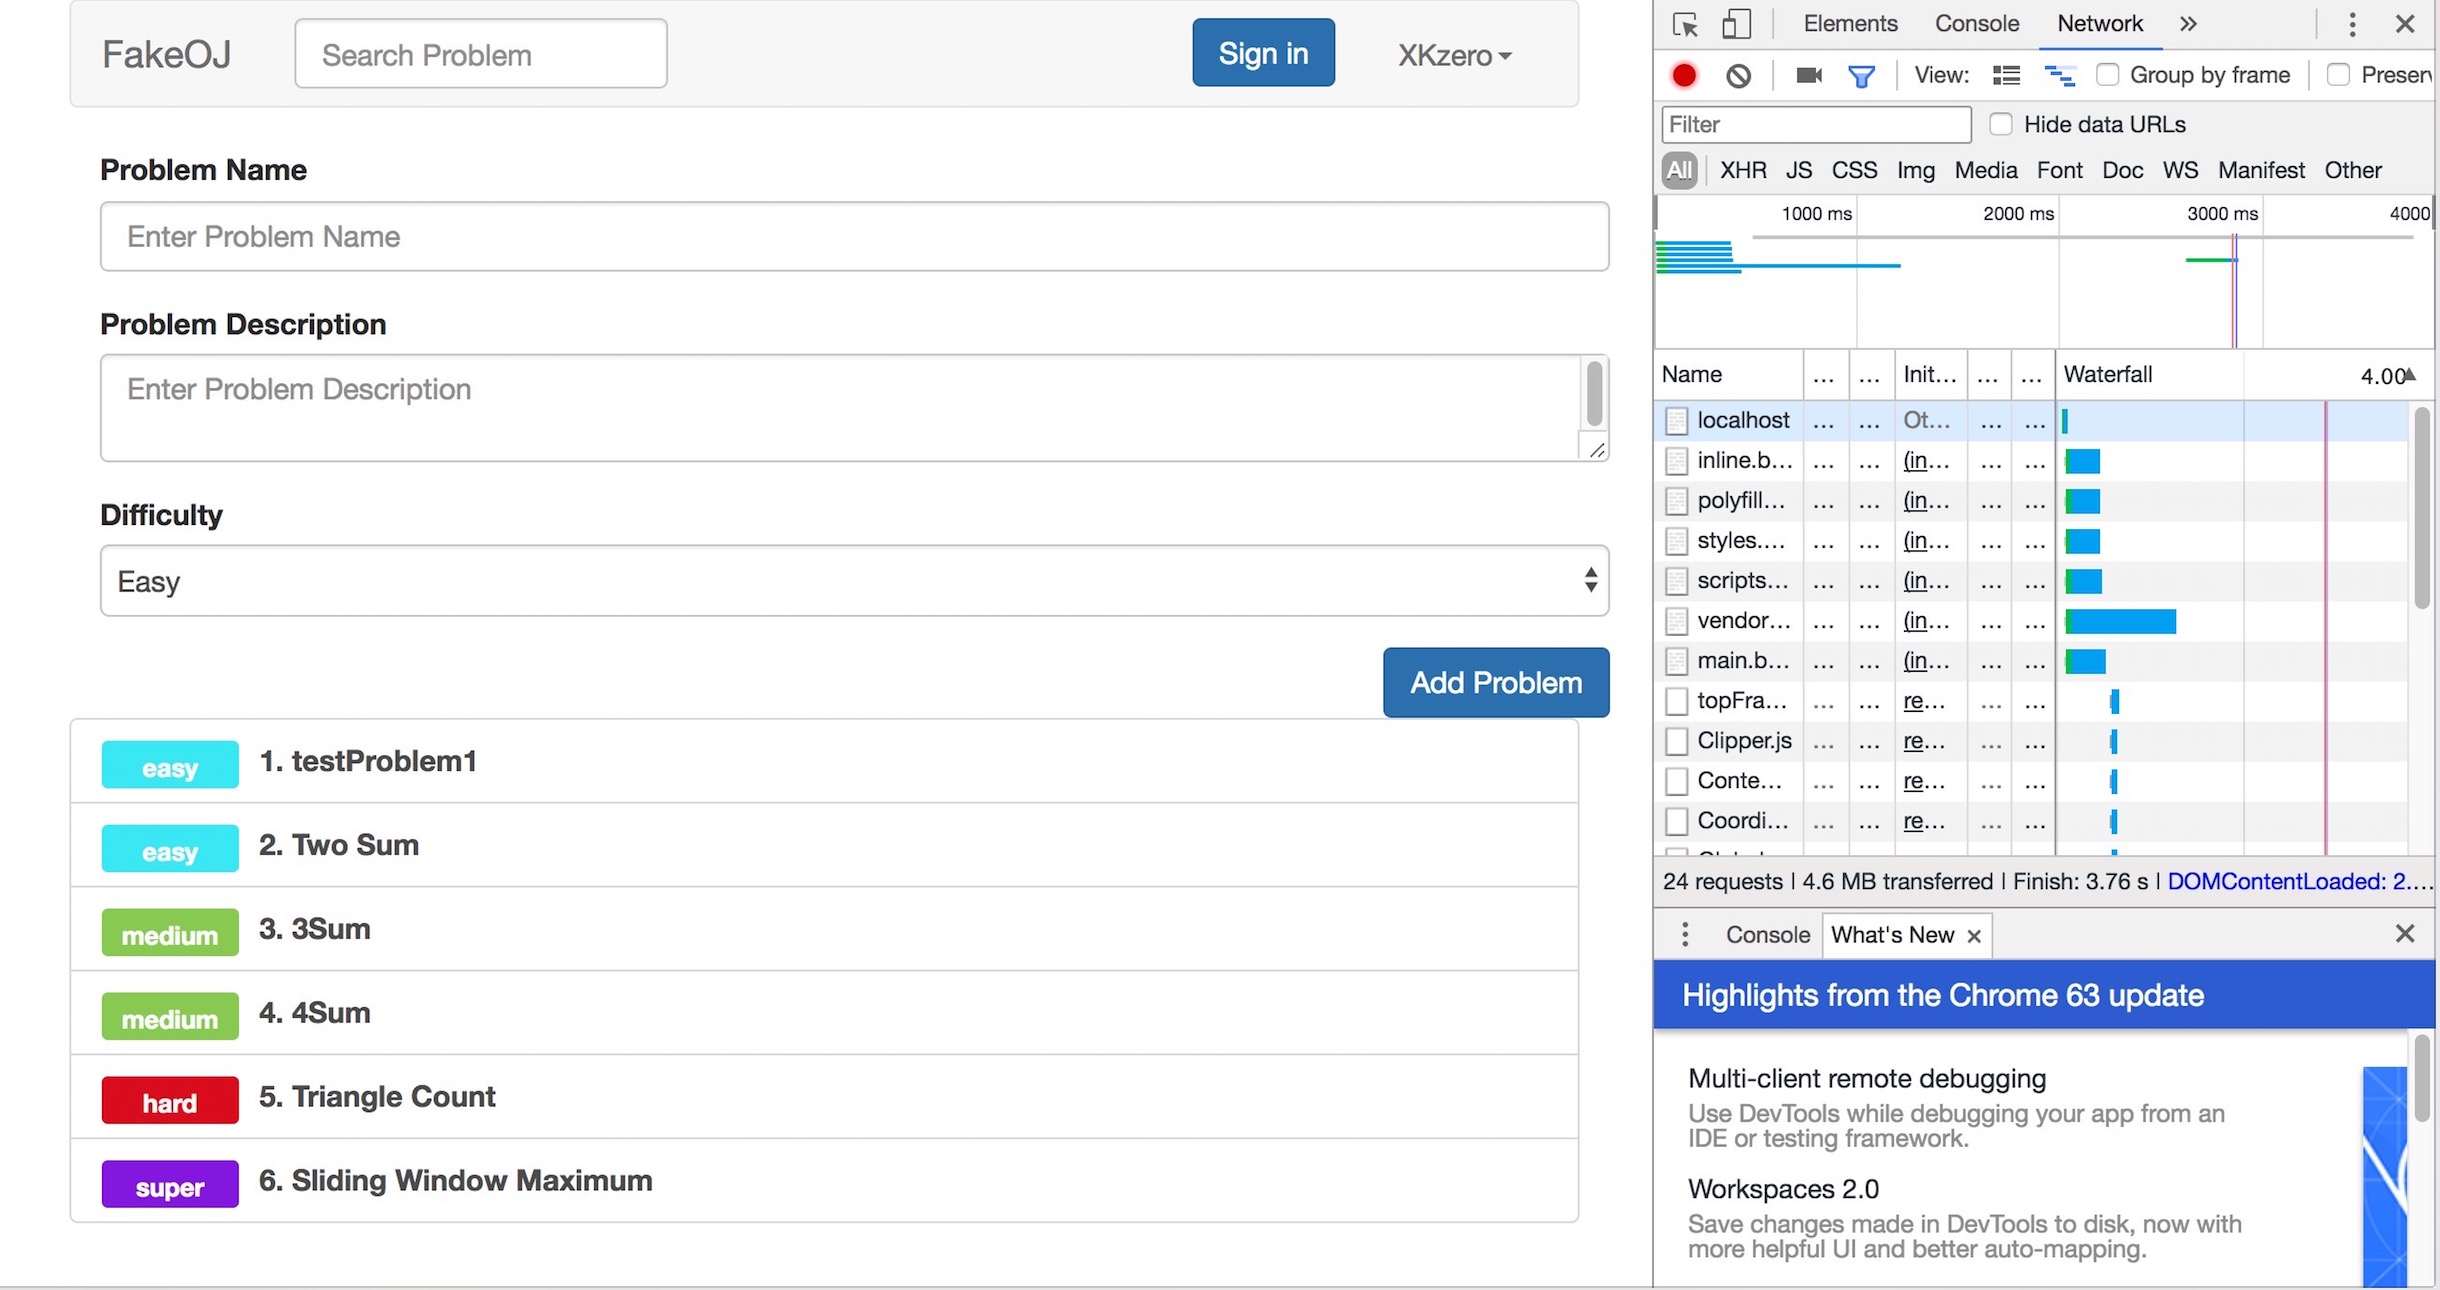 FakeOJ
Search Problem
Sign in
XKzero
Problem Name
Enter Problem Name
Problem Description
Enter Problem Description
Difficulty
Easy
Add Problem
easy 1. testProblem1
easy 2. Two Sum
medium 3. 3Sum
medium 4. 4Sum
hard 5. Triangle Count
super 6. Sliding Window Maximum
Elements Console Network »
View: Group by frame Preserv
Filter Hide data URLs
All XHR JS CSS Img Media Font Doc WS Manifest Other
1000 ms 2000 ms 3000 ms 4000
Name ... ... Init... ... ... Waterfall 4.00
localhost ... ... Ot... ... ...
inline.b... ... ... (in... ... ...
polyfill... ... ... (in... ... ...
styles.... ... ... (in... ... ...
scripts... ... ... (in... ... ...
vendor... ... ... (in... ... ...
main.b... ... ... (in... ... ...
topFra... ... ... re... ... ...
Clipper.js ... ... re... ... ...
Conte... ... ... re... ... ...
Coordi... ... ... re... ... ...
24 requests | 4.6 MB transferred | Finish: 3.76 s | DOMContentLoaded: 2....
Console What's New ×
Highlights from the Chrome 63 update
Multi-client remote debugging
Use DevTools while debugging your app from an
IDE or testing framework.
Workspaces 2.0
Save changes made in DevTools to disk, now with
more helpful UI and better auto-mapping.